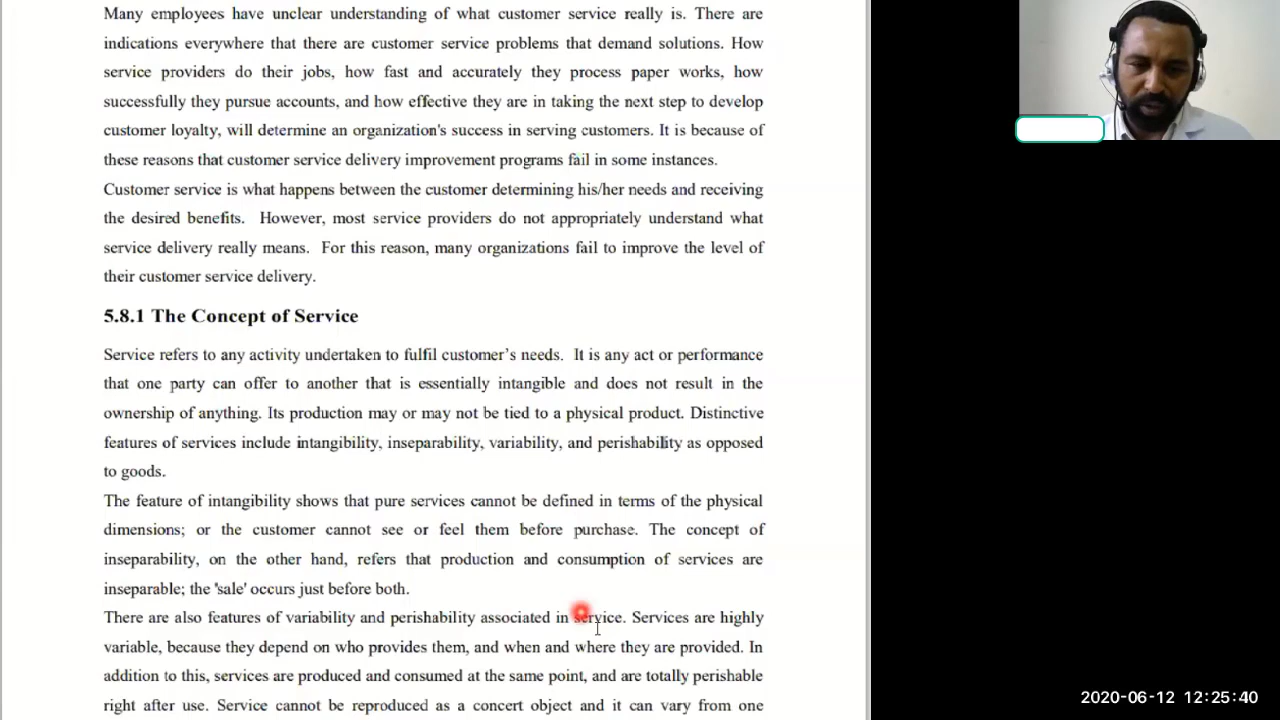 Many employees have unclear understanding of what customer service really is. There are
indications everywhere that there are customer service problems that demand solutions. How
service providers do their jobs, how fast and accurately they process paper works, how
successfully they pursue accounts, and how effective they are in taking the next step to develop
customer loyalty, will determine an organization's success in serving customers. It is because of
these reasons that customer service delivery improvement programs fail in some instances.
Customer service is what happens between the customer determining his/her needs and receiving
the desired benefits. However, most service providers do not appropriately understand what
service delivery really means. For this reason, many organizations fail to improve the level of
their customer service delivery.
5.8.1 The Concept of Service
Service refers to any activity undertaken to fulfil customer’s needs. It is any act or performance
that one party can offer to another that is essentially intangible and does not result in the
ownership of anything. Its production may or may not be tied to a physical product. Distinctive
features of services include intangibility, inseparability, variability, and perishability as opposed
to goods.
The feature of intangibility shows that pure services cannot be defined in terms of the physical
dimensions; or the customer cannot see or feel them before purchase. The concept of
inseparability, on the other hand, refers that production and consumption of services are
inseparable; the 'sale' occurs just before both.
There are also features of variability and perishability associated in service. Services are highly
variable, because they depend on who provides them, and when and where they are provided. In
addition to this, services are produced and consumed at the same point, and are totally perishable
right after use. Service cannot be reproduced as a concert object and it can vary from one
2020-06-12 12:25:40